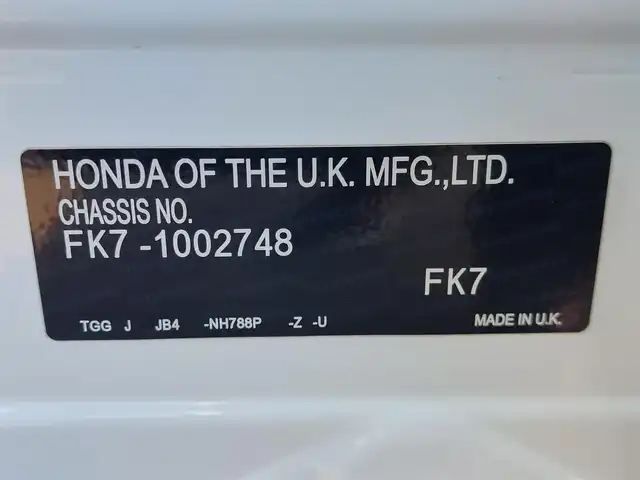 HONDA OF THE U.K. MFG.,LTD.
CHASSIS NO.
FK7 -1002748
FK7
TGG J JB4 -NH788P -Z -U MADE IN U.K.